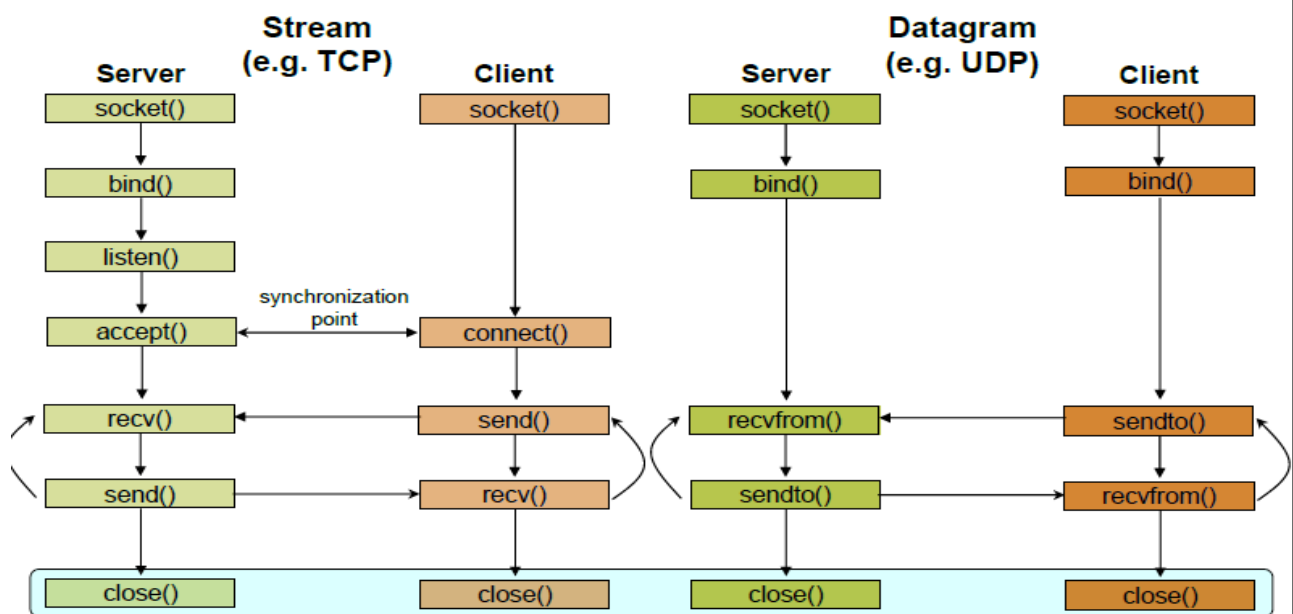 Stream
(e.g. TCP)
Server
Client
socket()
socket()
bind()
listen()
synchronization
point
accept()
connect()
recv()
send()
send()
recv()
close()
close()
Datagram
(e.g. UDP)
Server
Client
socket()
socket()
bind()
bind()
recvfrom()
sendto()
sendto()
recvfrom()
close()
close()